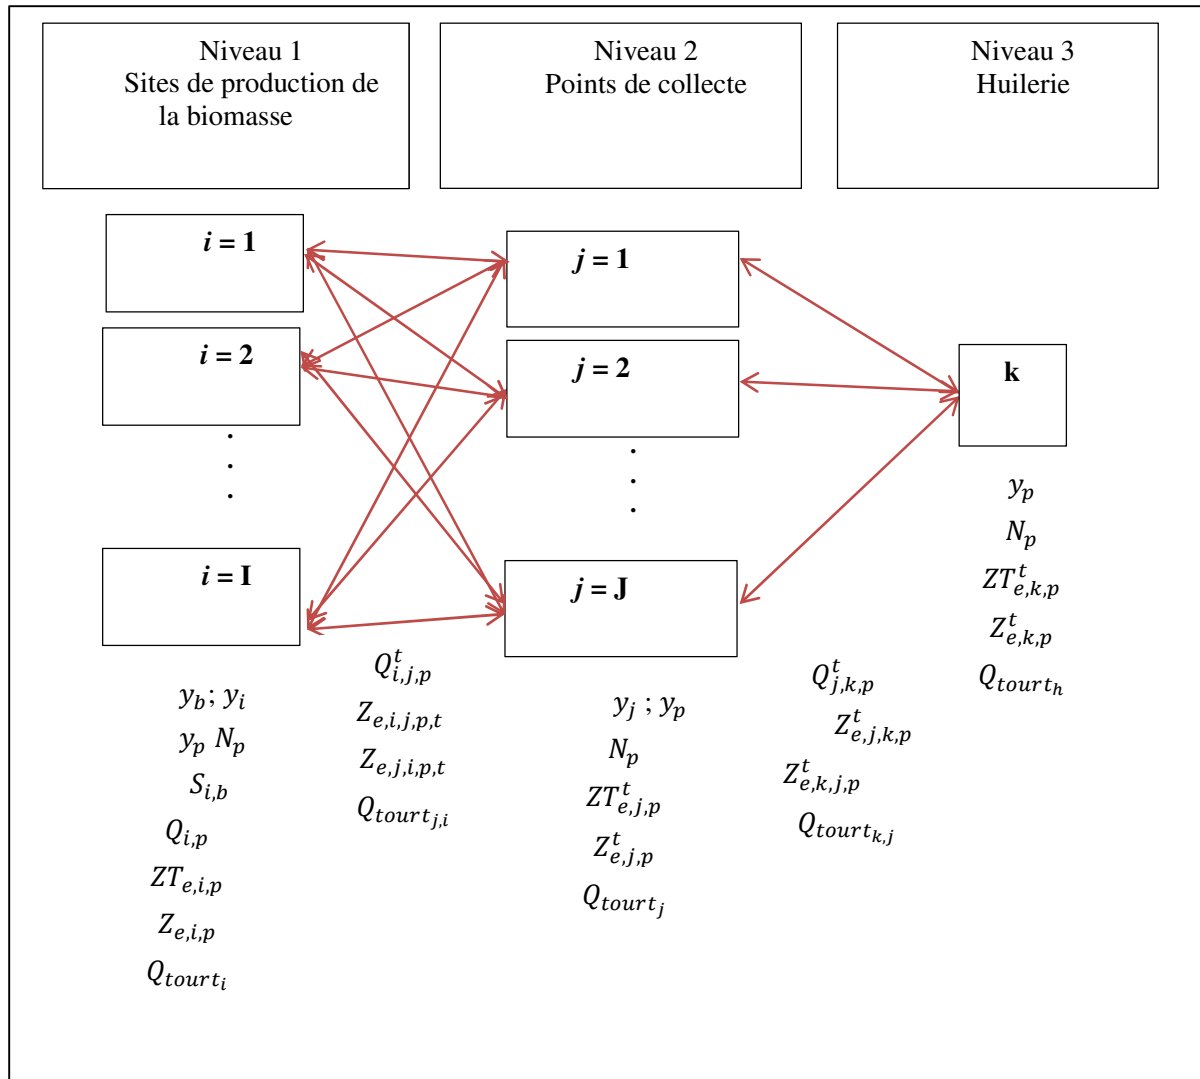 Niveau 1
Sites de production de
la biomasse
Niveau 2
Points de collecte
Niveau 3
Huilerie
i = 1
i = 2
.
.
.
i = I
j = 1
j = 2
.
.
.
j = J
k
y_b; y_i
y_p N_p
S_{i,b}
Q_{i,p}
ZT_{e,i,p}
Z_{e,i,p}
Q_{tourt_i}
Q^t_{i,j,p}
Z_{e,i,j,p,t}
Z_{e,j,i,p,t}
Q_{tourt_{j,i}}
y_j ; y_p
N_p
ZT^t_{e,j,p}
Z^t_{e,j,p}
Q_{tourt_j}
Q^t_{j,k,p}
Z^t_{e,j,k,p}
Z^t_{e,k,j,p}
Q_{tourt_{k,j}}
y_p
N_p
ZT^t_{e,k,p}
Z^t_{e,k,p}
Q_{tourt_h}